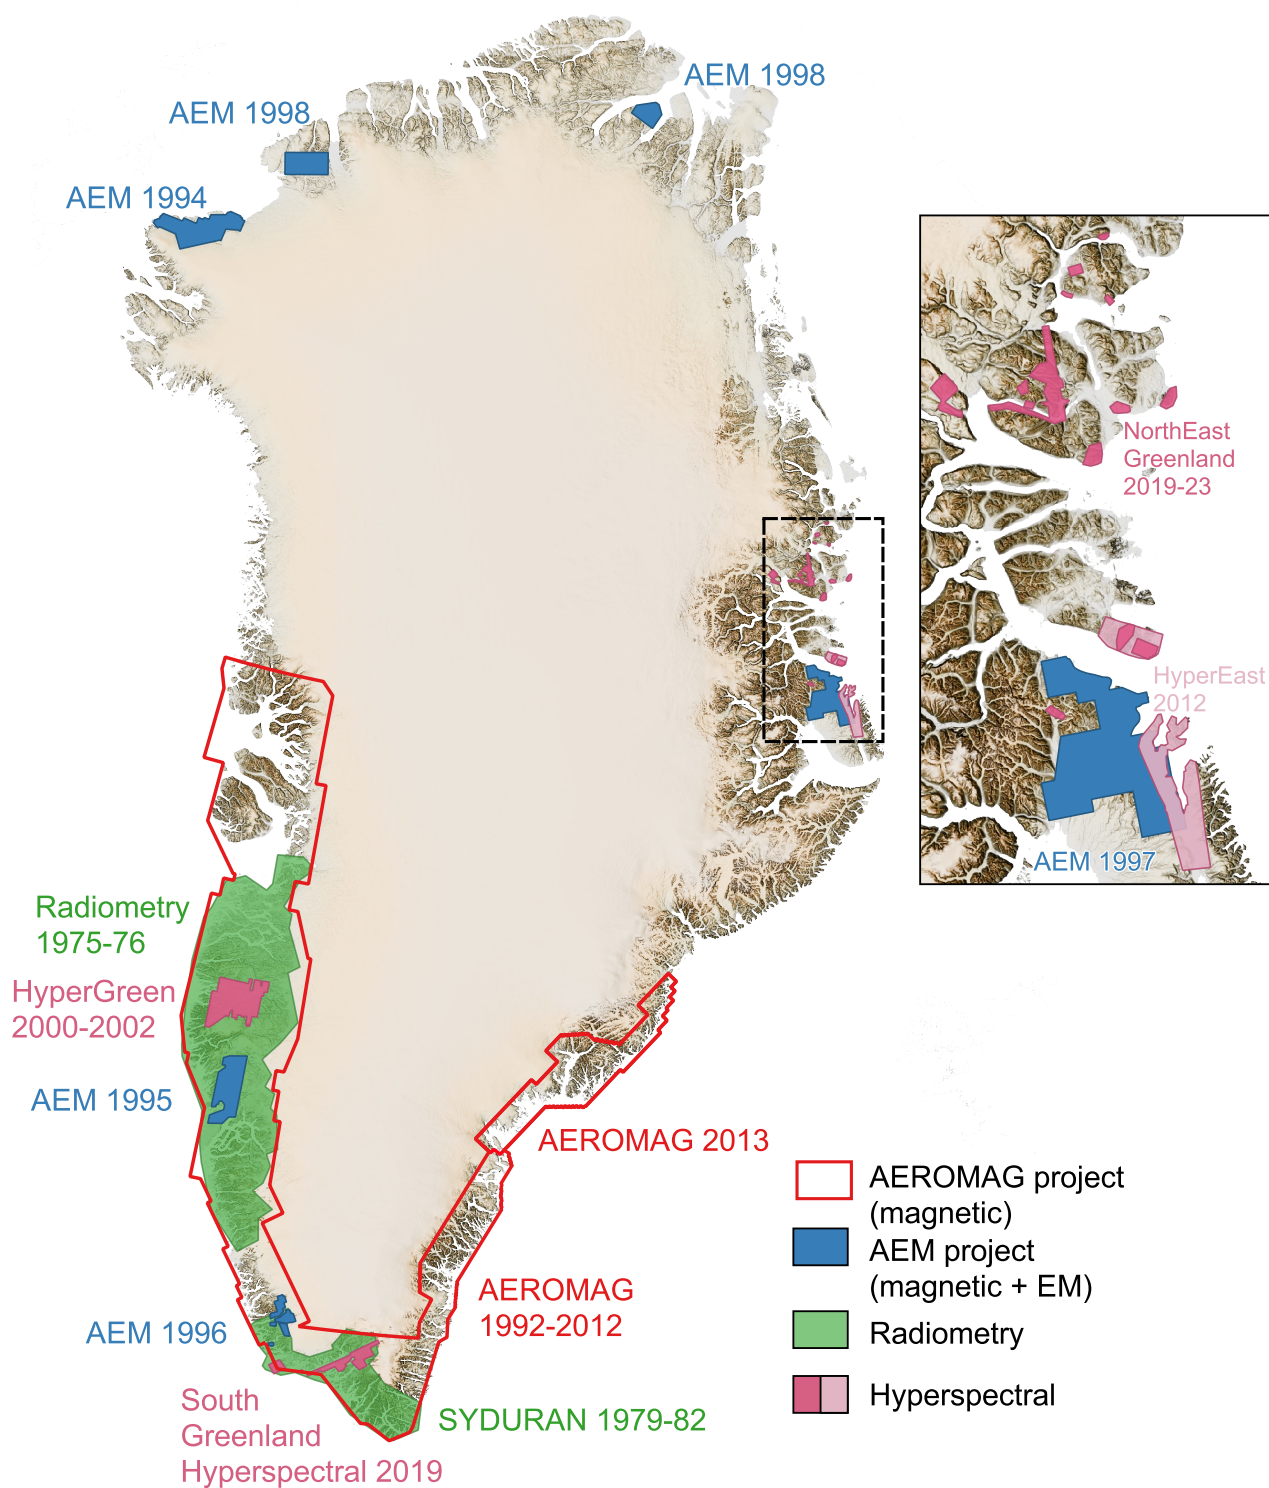 AEM 1998
AEM 1998
AEM 1994
NorthEast
Greenland
2019-23
HyperEast
2012
AEM 1997
Radiometry
1975-76
HyperGreen
2000-2002
AEM 1995
AEROMAG 2013
AEROMAG
1992-2012
AEM 1996
South
Greenland
Hyperspectral 2019
SYDURAN 1979-82
AEROMAG project
(magnetic)
AEM project
(magnetic + EM)
Radiometry
Hyperspectral